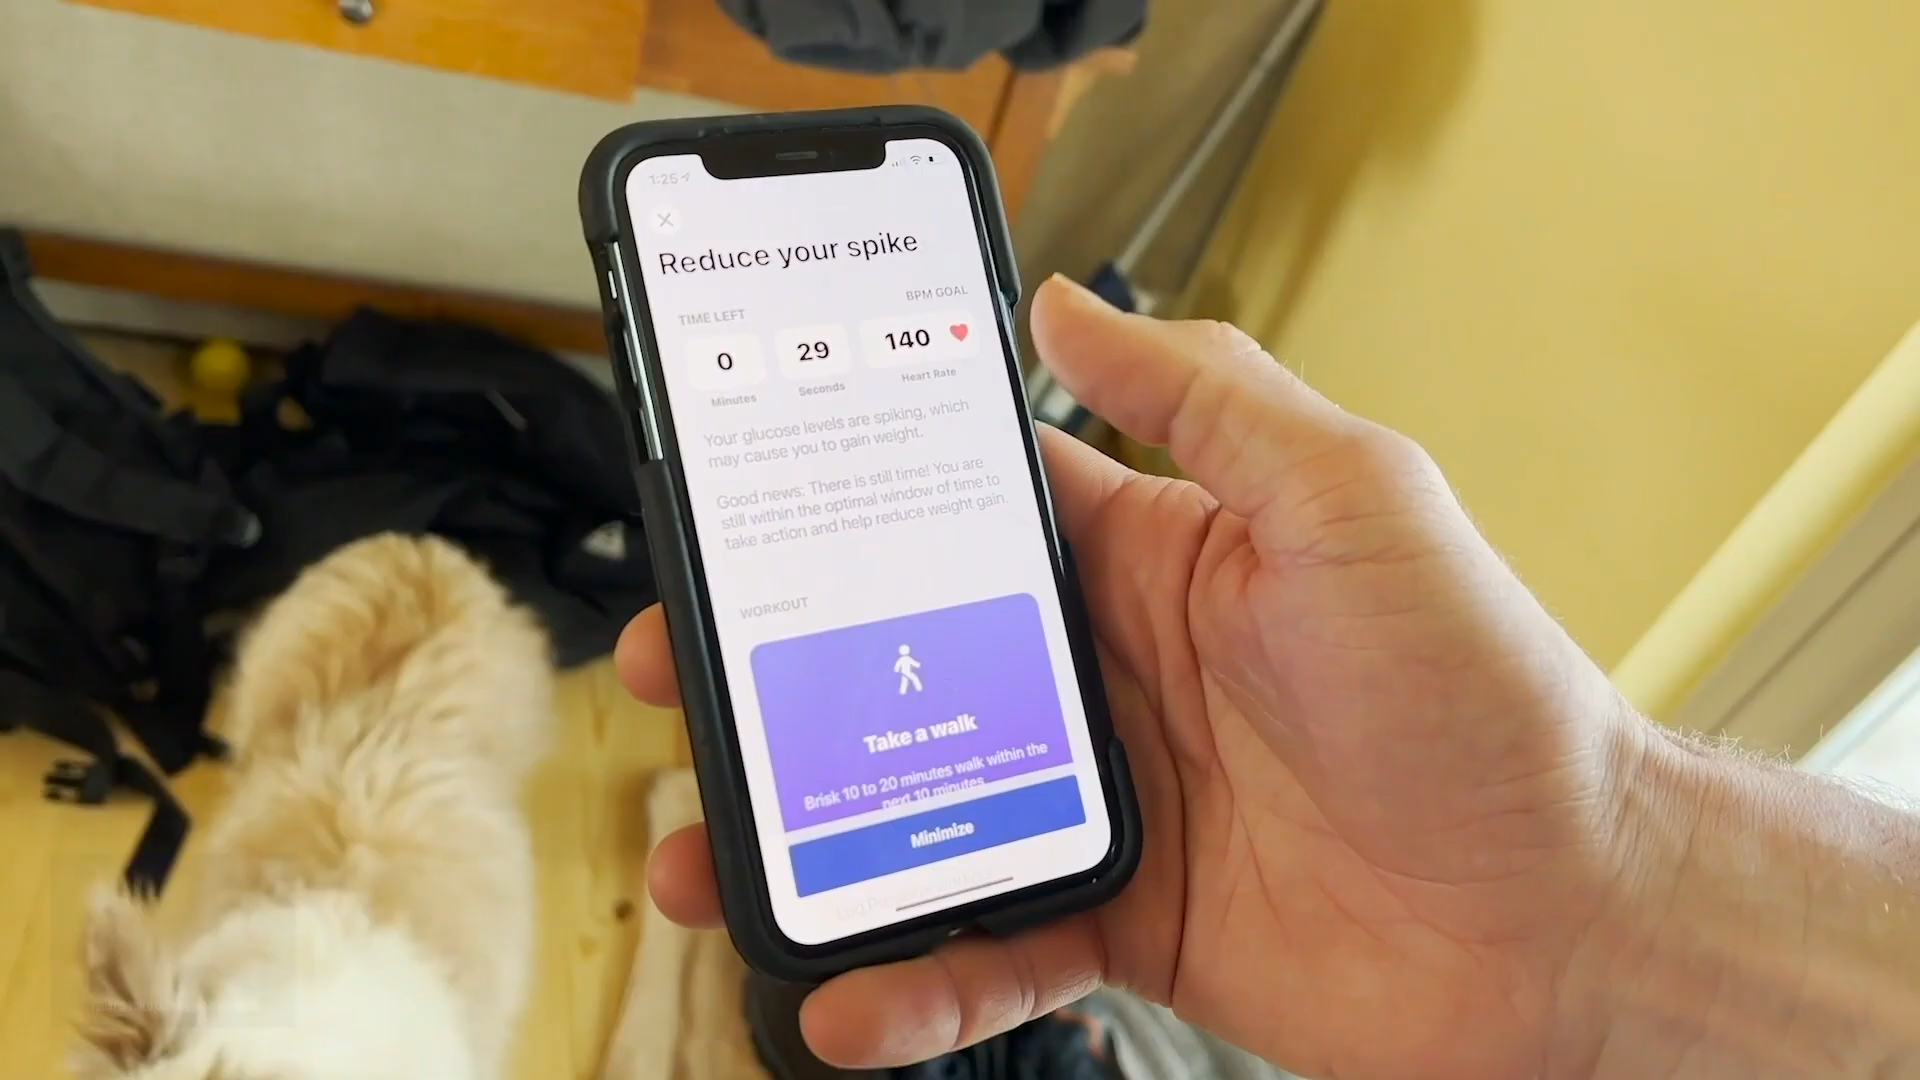 1:25
Reduce your spike
TIME LEFT
BPM GOAL
0
29
140
Minutes
Seconds
Heart Rate
Your glucose levels are spiking, which
may cause you to gain weight.
Good news: There is still time! You are
still within the optimal window of time to
take action and help reduce weight gain.
WORKOUT
Take a walk
Brisk 10 to 20 minutes walk within the
next 10 minutes
Minimize